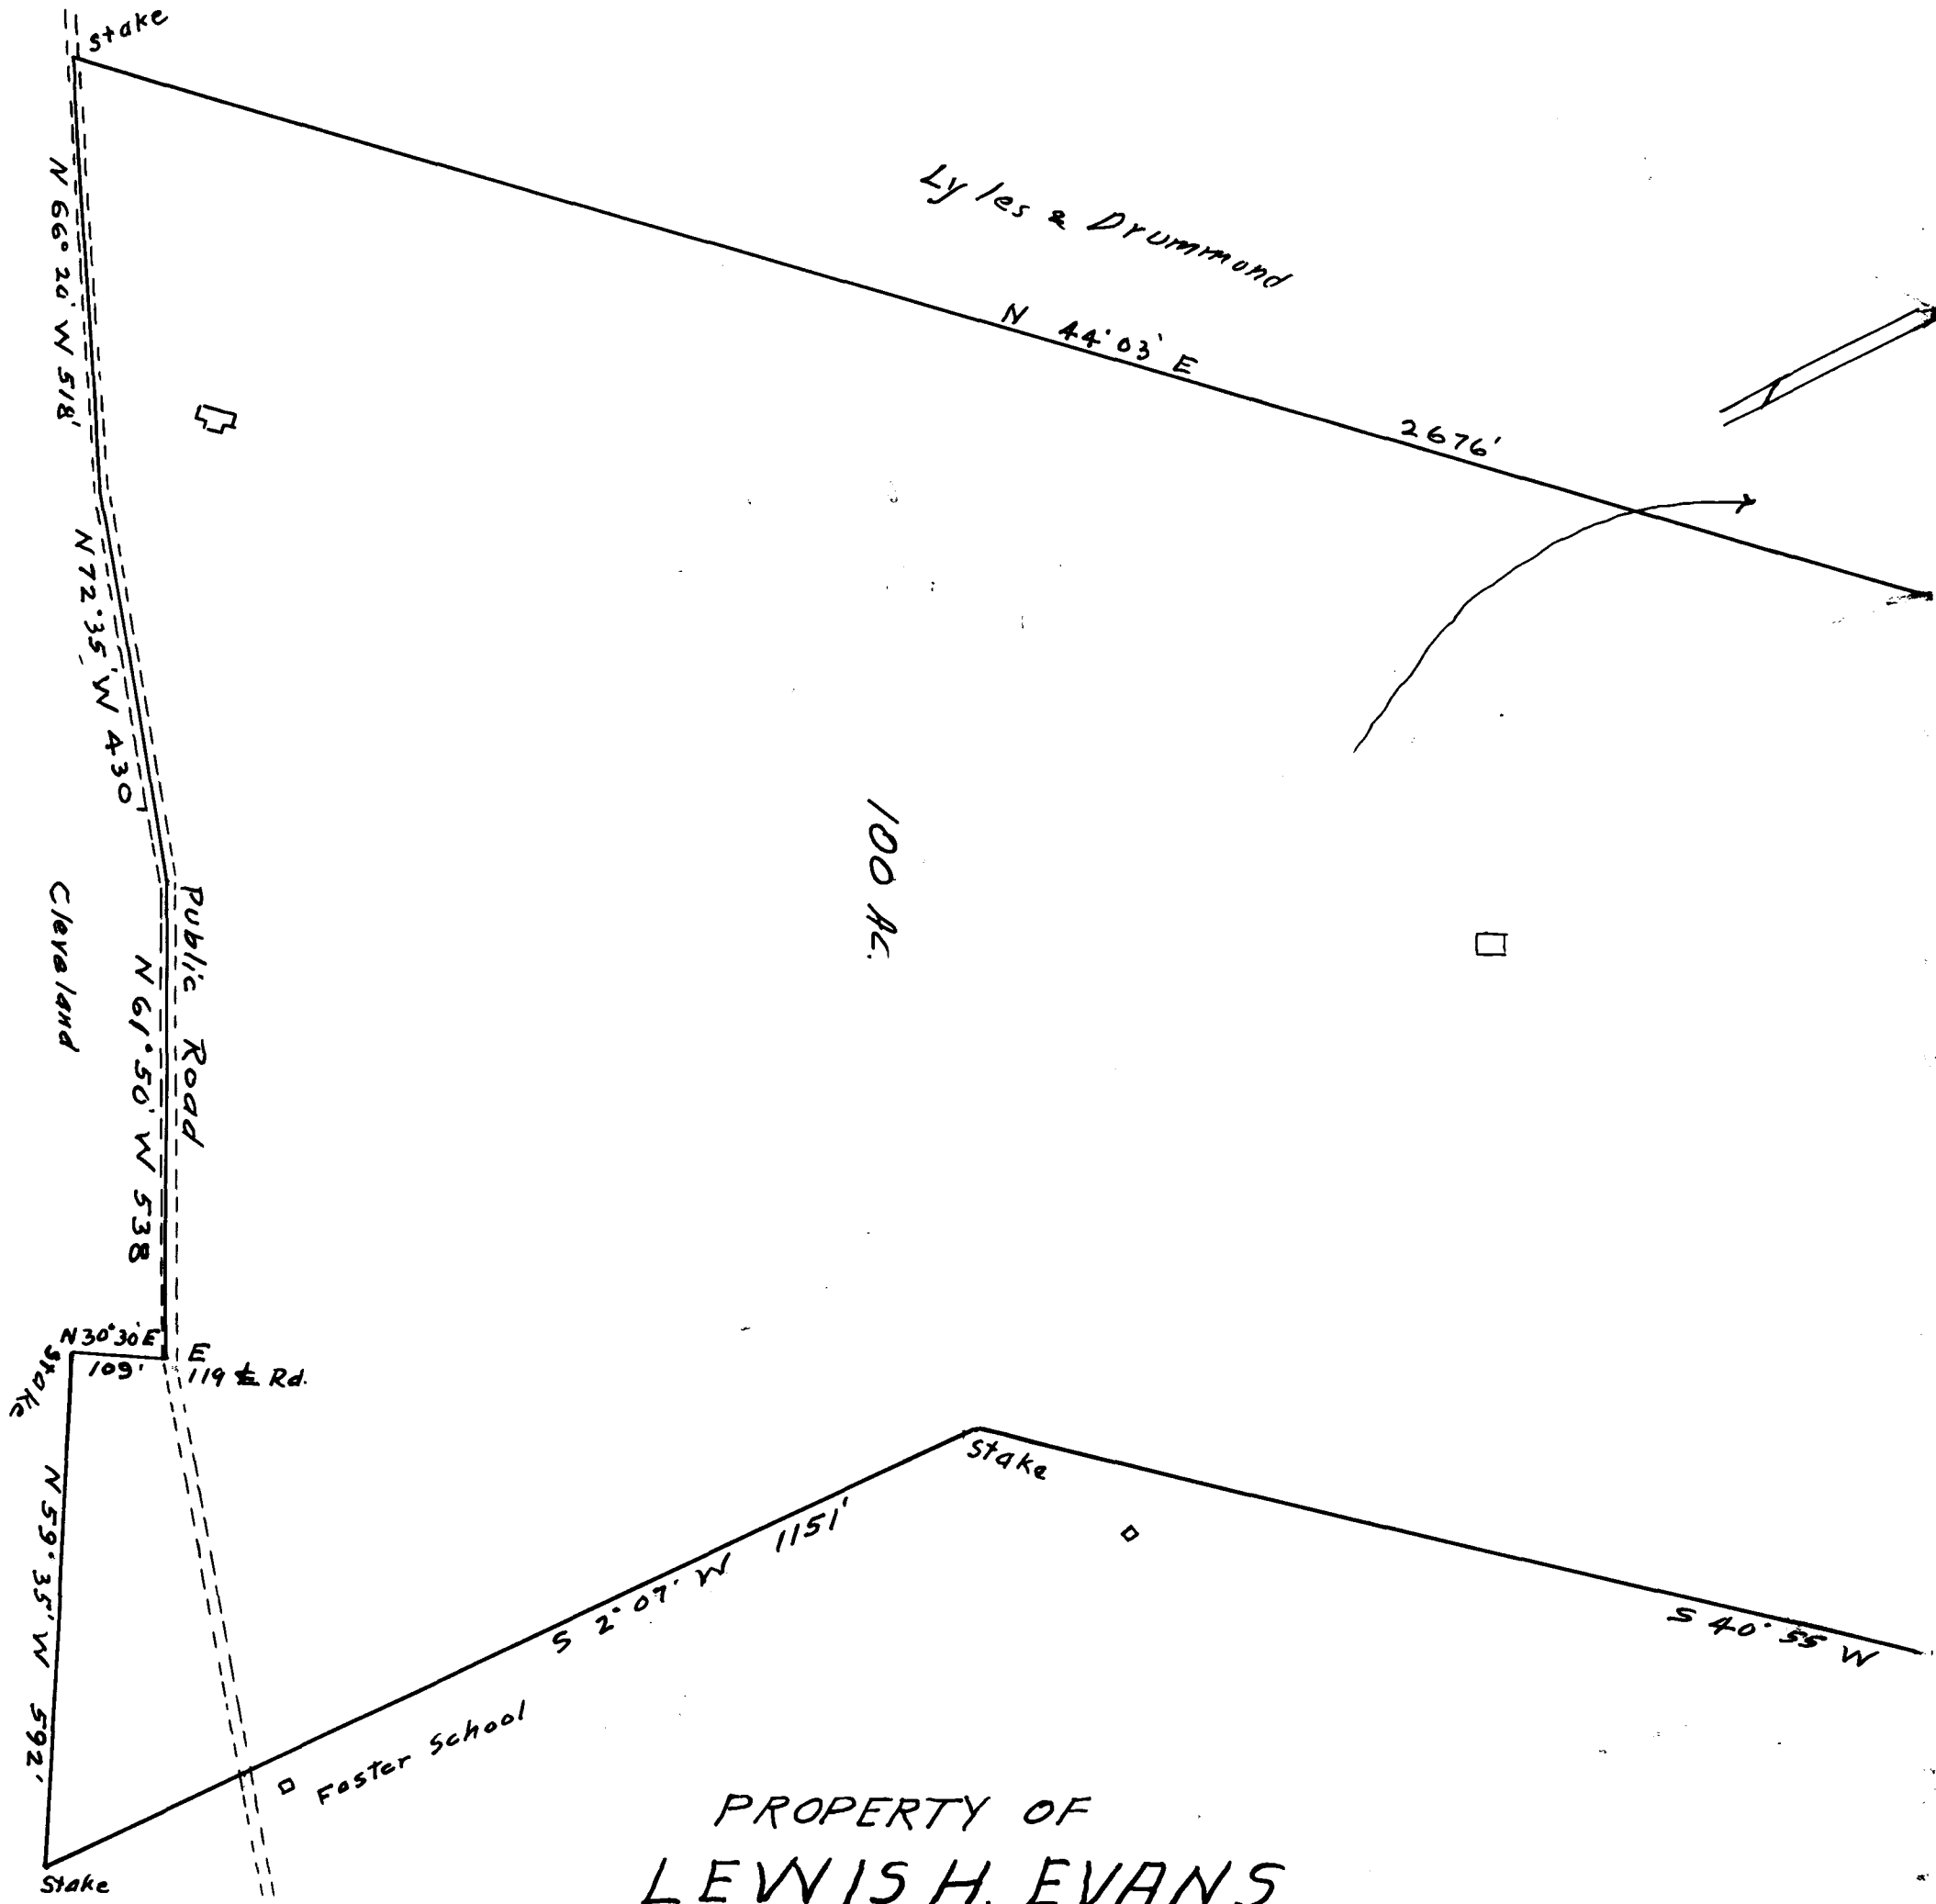 Stake
Lyles & Drummond
N 66° 20' W 518'
N 44° 03' E
2676'
N 72° 35' W 430'
100 Ac.
Public Road
Cleveland
N 61° 50' W 538
N 30° 30' E
109'
E
119 ℄ Rd.
Stake
N 59° 35' W 592'
Stake
S 2° 07' W 1151'
S 40° 55 W
Foster School
Stake
PROPERTY OF
LEWIS H. EVANS